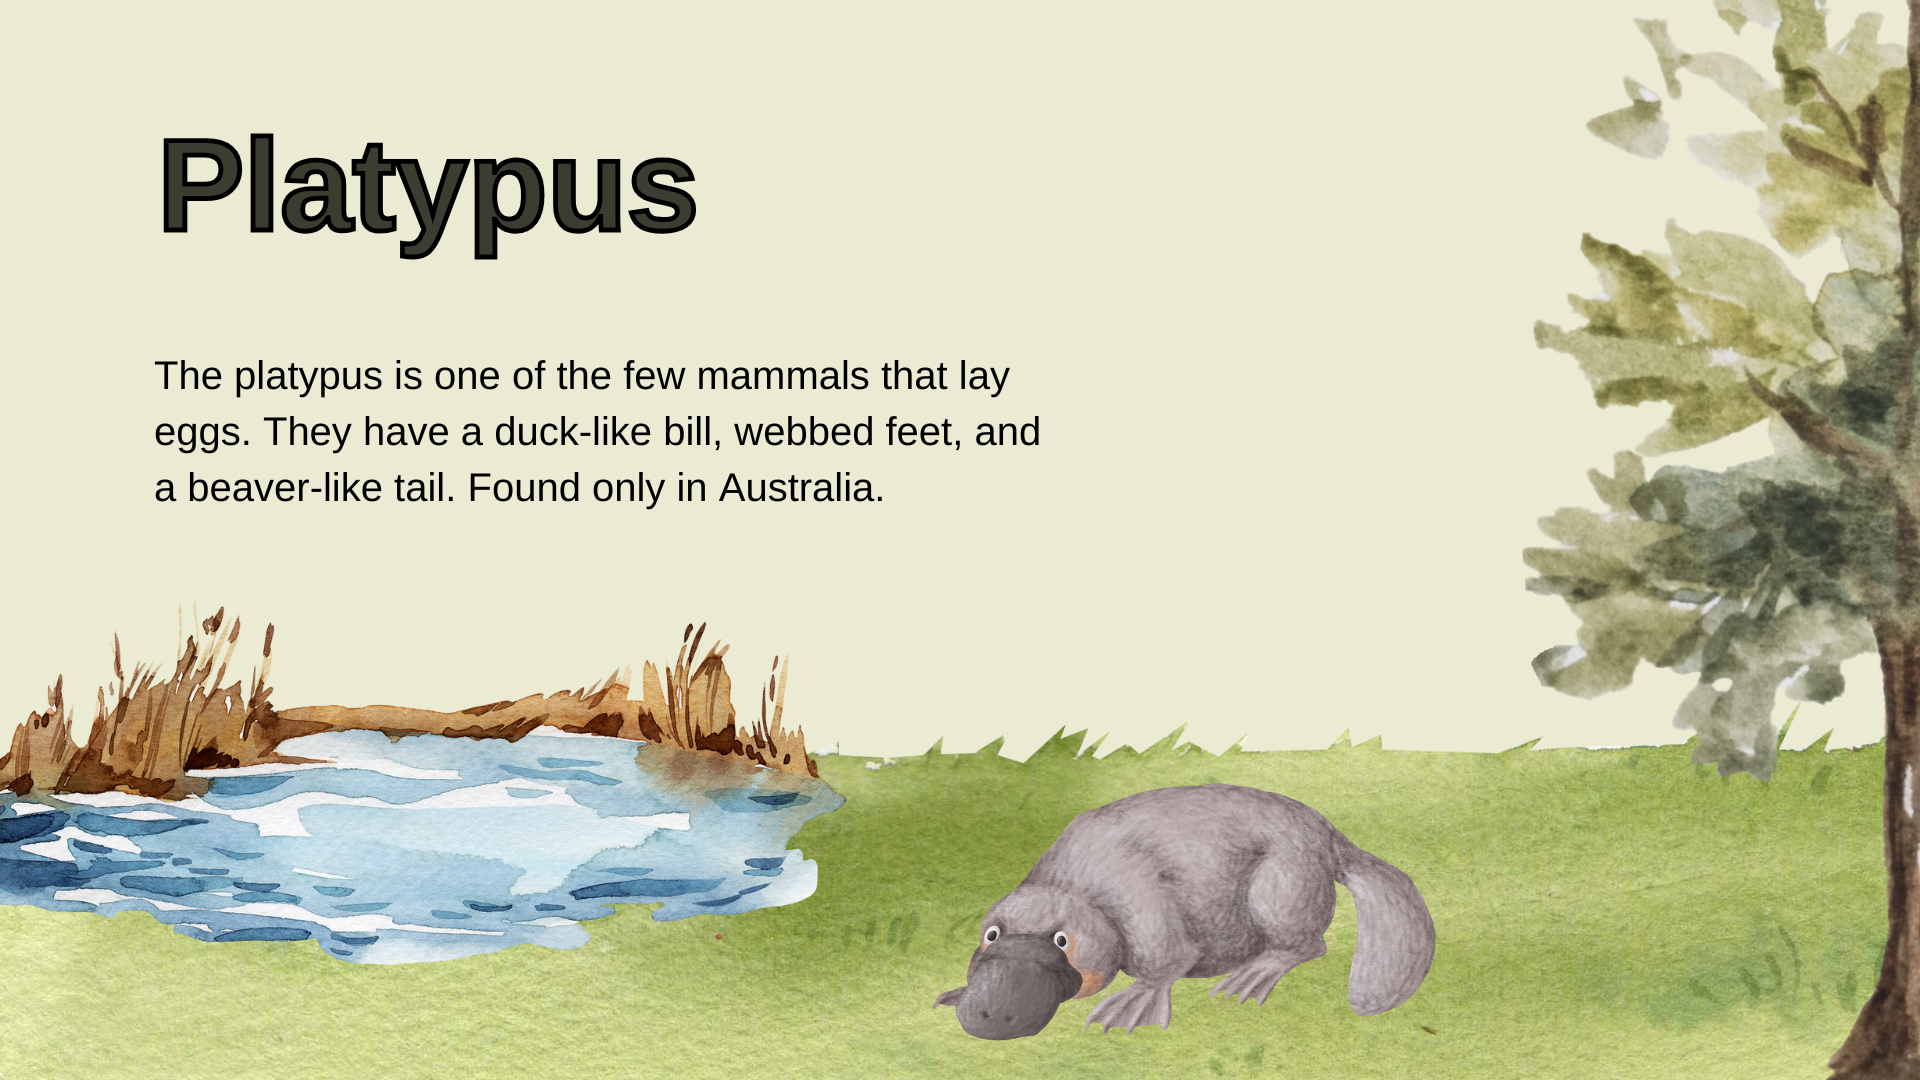 Platypus
The platypus is one of the few mammals that lay
eggs. They have a duck-like bill, webbed feet, and
a beaver-like tail. Found only in Australia.